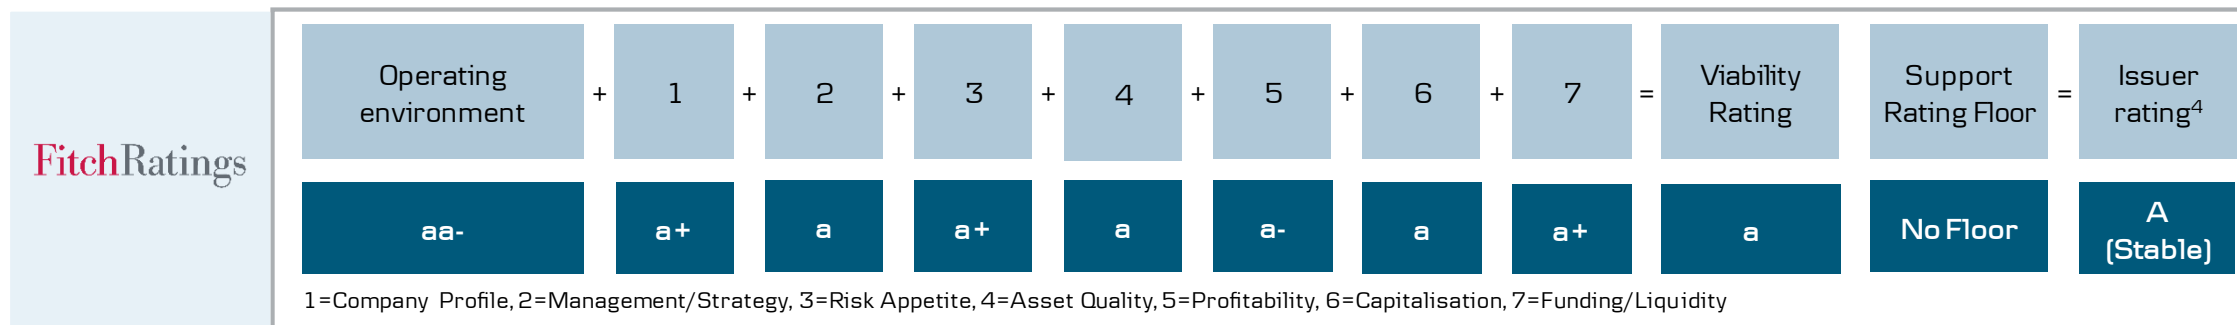 FitchRatings
Operating environment + 1 + 2 + 3 + 4 + 5 + 6 + 7 = Viability Rating Support Rating Floor = Issuer rating4
aa- a+ a a+ a a- a a+ a No Floor A (Stable)
1=Company Profile, 2=Management/Strategy, 3=Risk Appetite, 4=Asset Quality, 5=Profitability, 6=Capitalisation, 7=Funding/Liquidity